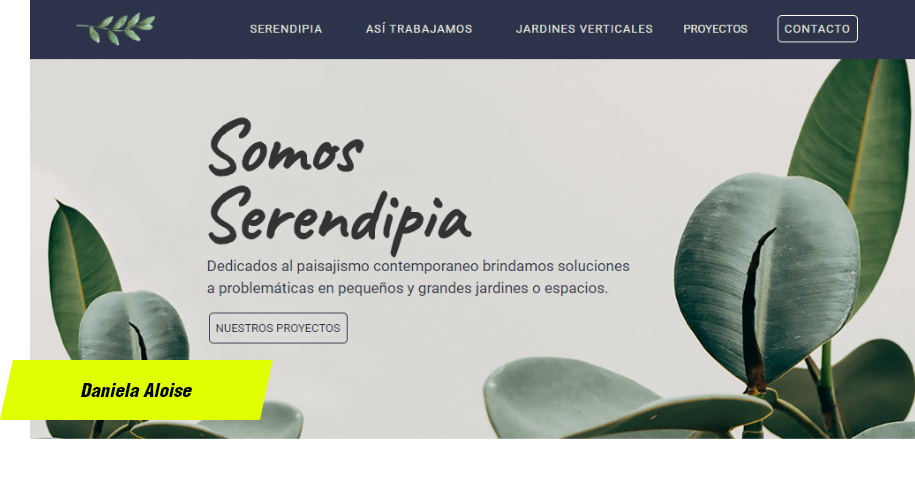 SERENDIPIA
ASÍ TRABAJAMOS
JARDINES VERTICALES
PROYECTOS
CONTACTO
Somos
Serendipia
Dedicados al paisajismo contemporaneo brindamos soluciones
a problemáticas en pequeños y grandes jardines o espacios.
NUESTROS PROYECTOS
Daniela Aloise